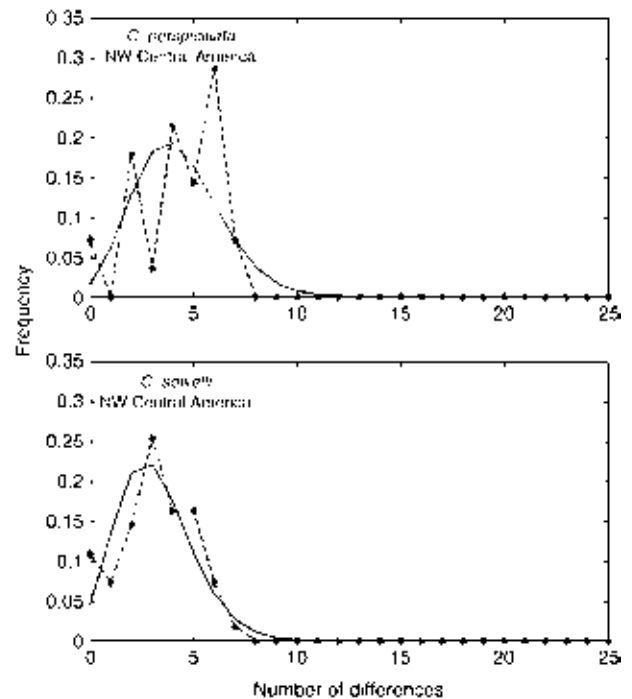 C. perspicillata
NW Central America
0.35
0.3
0.25
0.2
0.15
0.1
0.05
0
0 5 10 15 20 25
Frequency
C. sowelli
NW Central America
0.35
0.3
0.25
0.2
0.15
0.1
0.05
0
0 5 10 15 20 25
Number of differences